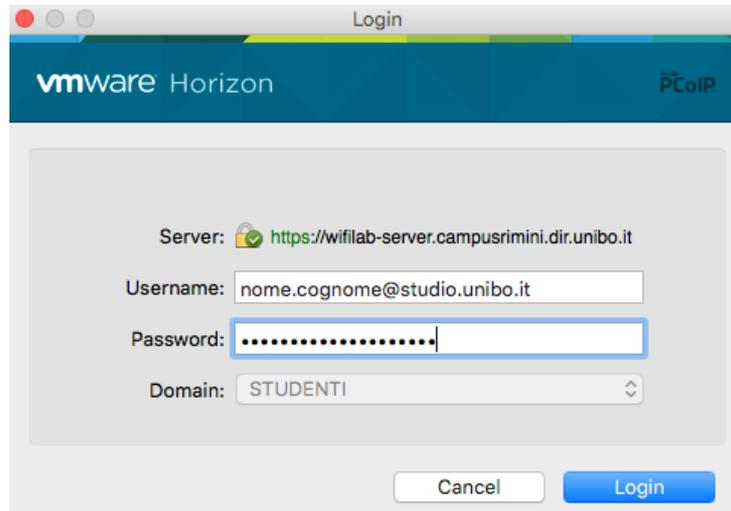 Login
vmware Horizon
PCoIP
Server: https://wifilab-server.campusrimini.dir.unibo.it
Username: nome.cognome@studio.unibo.it
Password: ••••••••••••••••••••
Domain: STUDENTI
Cancel Login